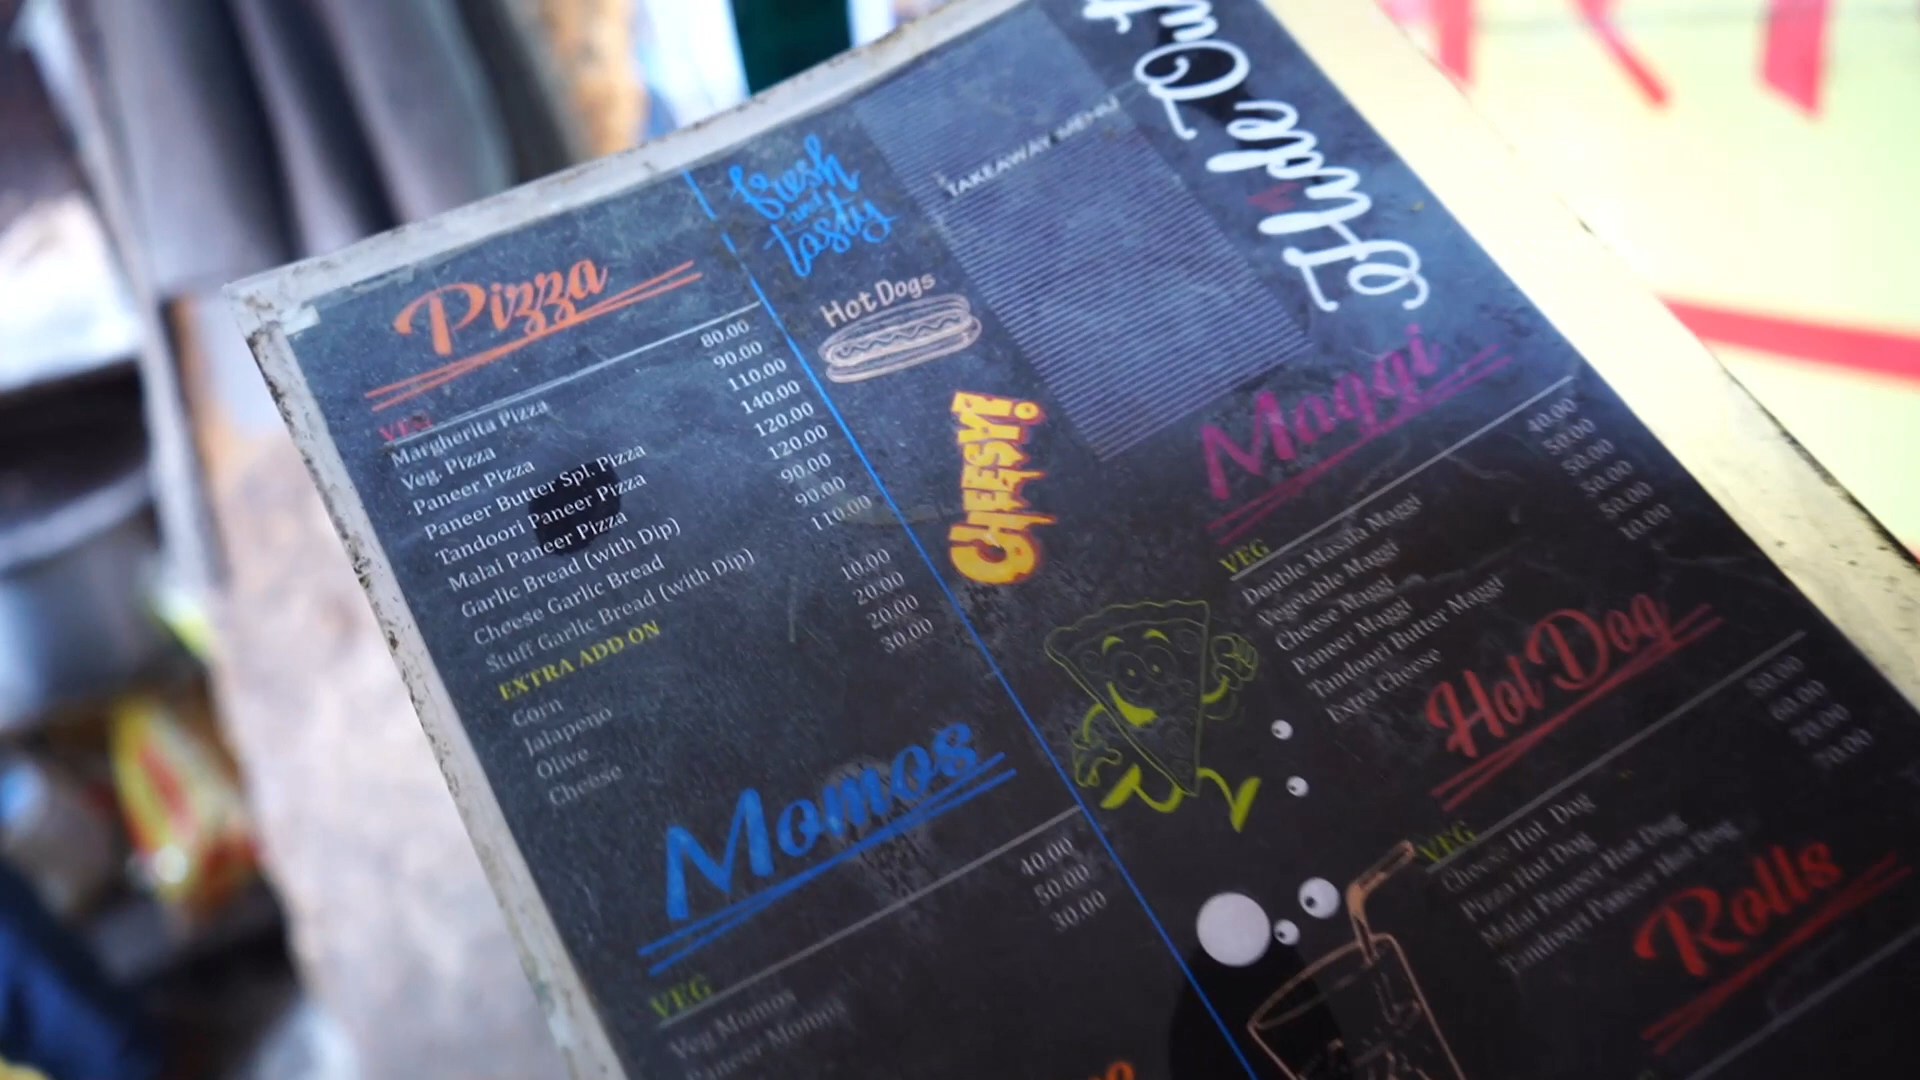 Pizza
VEG
Margherita Pizza 80.00
Veg. Pizza 90.00
Paneer Pizza 110.00
Paneer Butter Spl. Pizza 140.00
Tandoori Paneer Pizza 120.00
Malai Paneer Pizza 120.00
Garlic Bread (with Dip) 90.00
Cheese Garlic Bread 90.00
Stuff Garlic Bread (with Dip) 110.00
EXTRA ADD ON
Corn 10.00
Jalapeno 20.00
Olive 20.00
Cheese 30.00
Momos
VEG
Veg Momos 40.00
Paneer Momos 50.00
30.00
fresh
and
tasty
Hot Dogs
CHEESY!
TAKEAWAY MENU
Maggi
VEG
Double Masala Maggi 40.00
Vegetable Maggi 50.00
Cheese Maggi 50.00
Paneer Maggi 50.00
Tandoori Butter Maggi 50.00
Extra Cheese 10.00
Hot Dog
VEG
Cheese Hot Dog 50.00
Pizza Hot Dog 60.00
Malai Paneer Hot Dog 70.00
Tandoori Paneer Hot Dog 70.00
Rolls